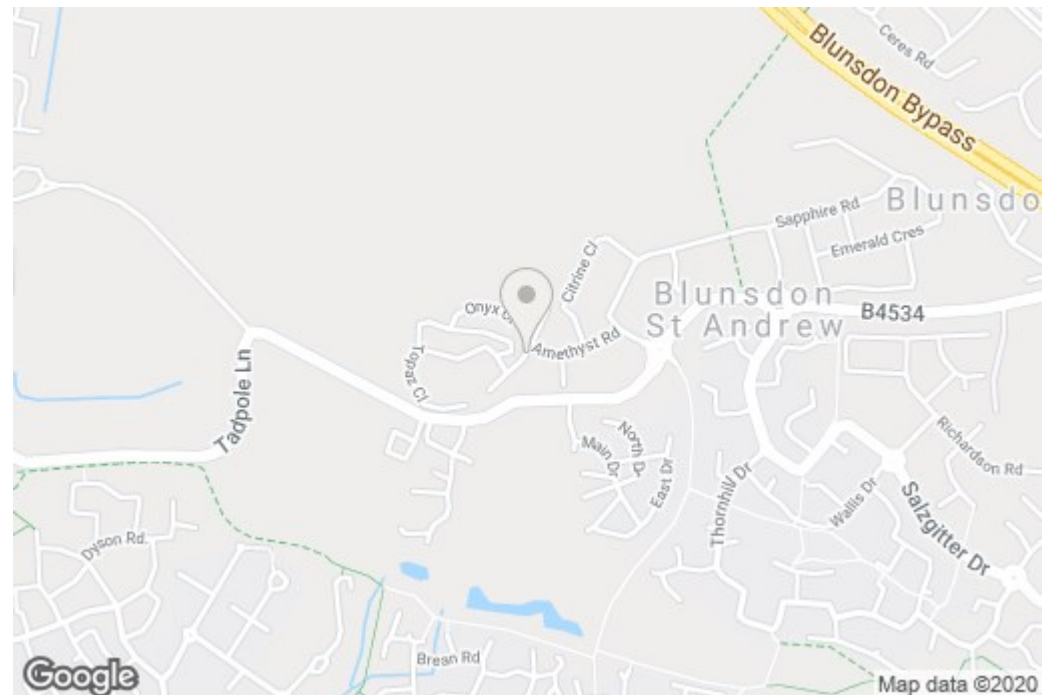 Ceres Rd
Blunsdon Bypass
Blunsdo
Sapphire Rd
Emerald Cres
Citrine Cl
Blunsdon
St Andrew
B4534
Onyx Cl
Amethyst Rd
Topaz Cl
Tadpole Ln
Main Dr
North Dr
East Dr
Thornhill Dr
Wallis Dr
Richardson Rd
Salzgitter Dr
Dyson Rd
Brean Rd
Google
Map data ©2020